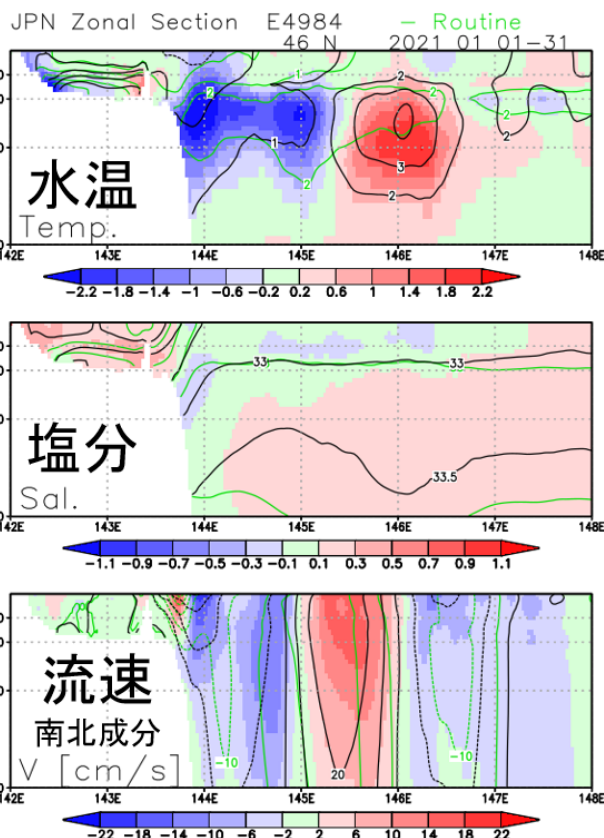 JPN Zonal Section E4984 — Routine
46 N 2021 01 01-31
1
2
2
2
2
1
3
2
2
水温
Temp.
142E 143E 144E 145E 146E 147E 148E
-2.2 -1.8 -1.4 -1 -0.6 -0.2 0.2 0.6 1 1.4 1.8 2.2
33 33
33.5
塩分
Sal.
142E 143E 144E 145E 146E 147E 148E
-1.1 -0.9 -0.7 -0.5 -0.3 -0.1 0.1 0.3 0.5 0.7 0.9 1.1
流速
南北成分
-10 20 -10
V [cm/s]
142E 143E 144E 145E 146E 147E 148E
-22 -18 -14 -10 -6 -2 2 6 10 14 18 22